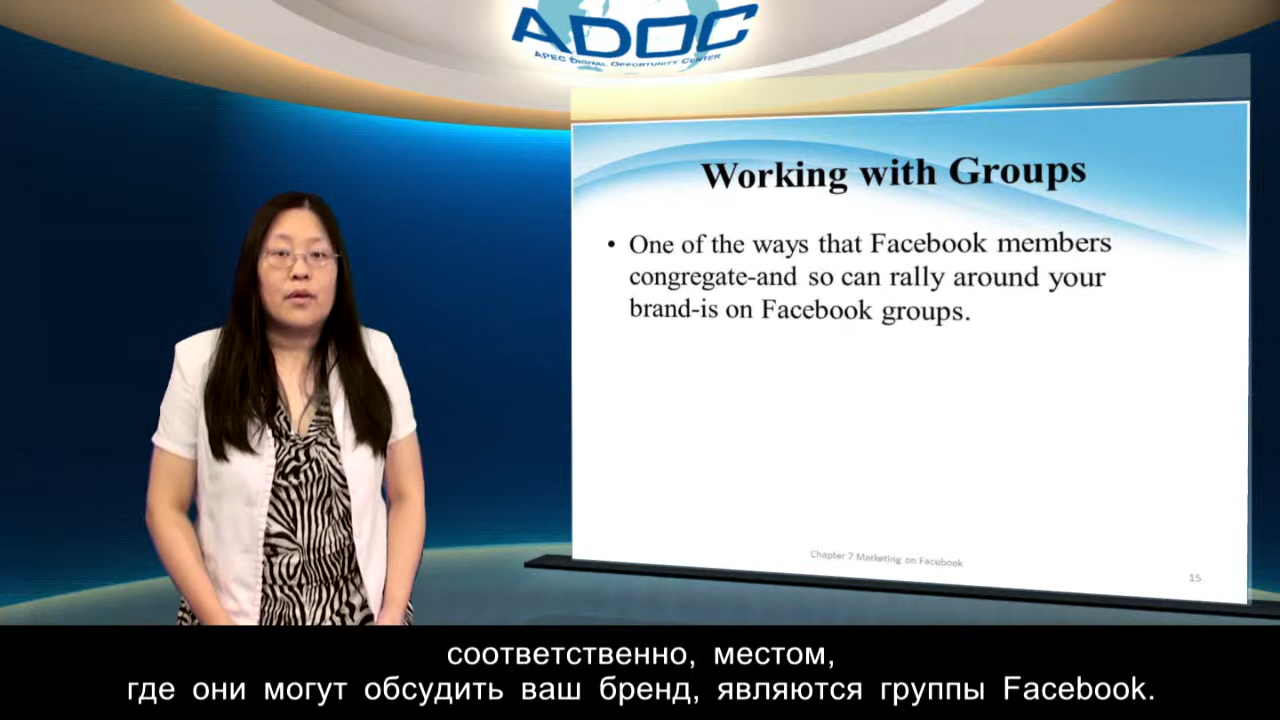 ADOC
APEC DIGITAL OPPORTUNITY CENTER
Working with Groups
• One of the ways that Facebook members
congregate-and so can rally around your
brand-is on Facebook groups.
Chapter 7 Marketing on Facebook
15
соответственно, местом,
где они могут обсудить ваш бренд, являются группы Facebook.